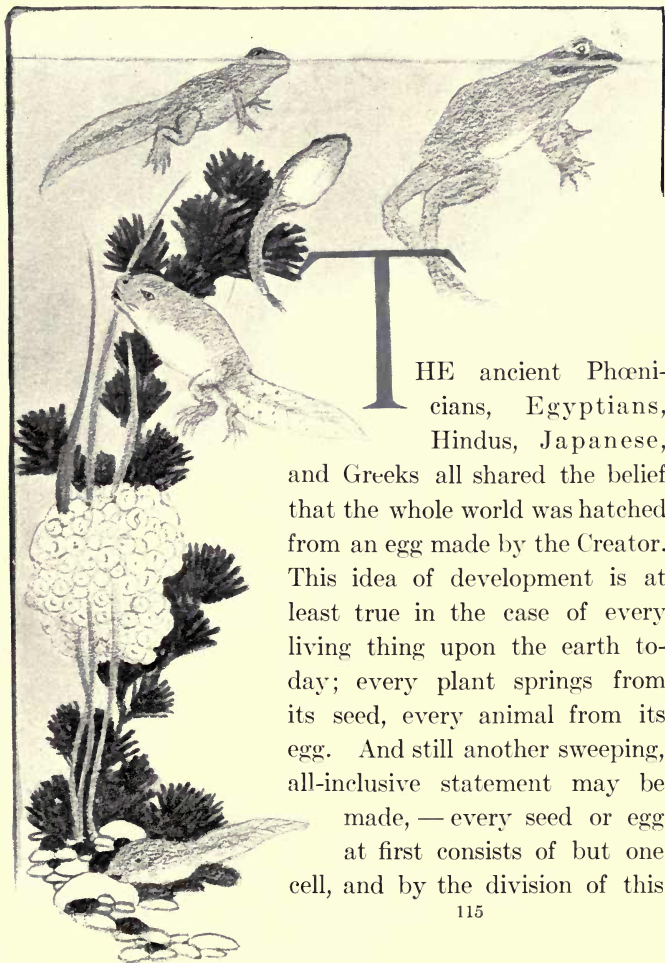 THE ancient Phœni-
cians, Egyptians,
Hindus, Japanese,
and Greeks all shared the belief
that the whole world was hatched
from an egg made by the Creator.
This idea of development is at
least true in the case of every
living thing upon the earth to-
day; every plant springs from
its seed, every animal from its
egg. And still another sweeping,
all-inclusive statement may be
made, — every seed or egg
at first consists of but one
cell, and by the division of this
115